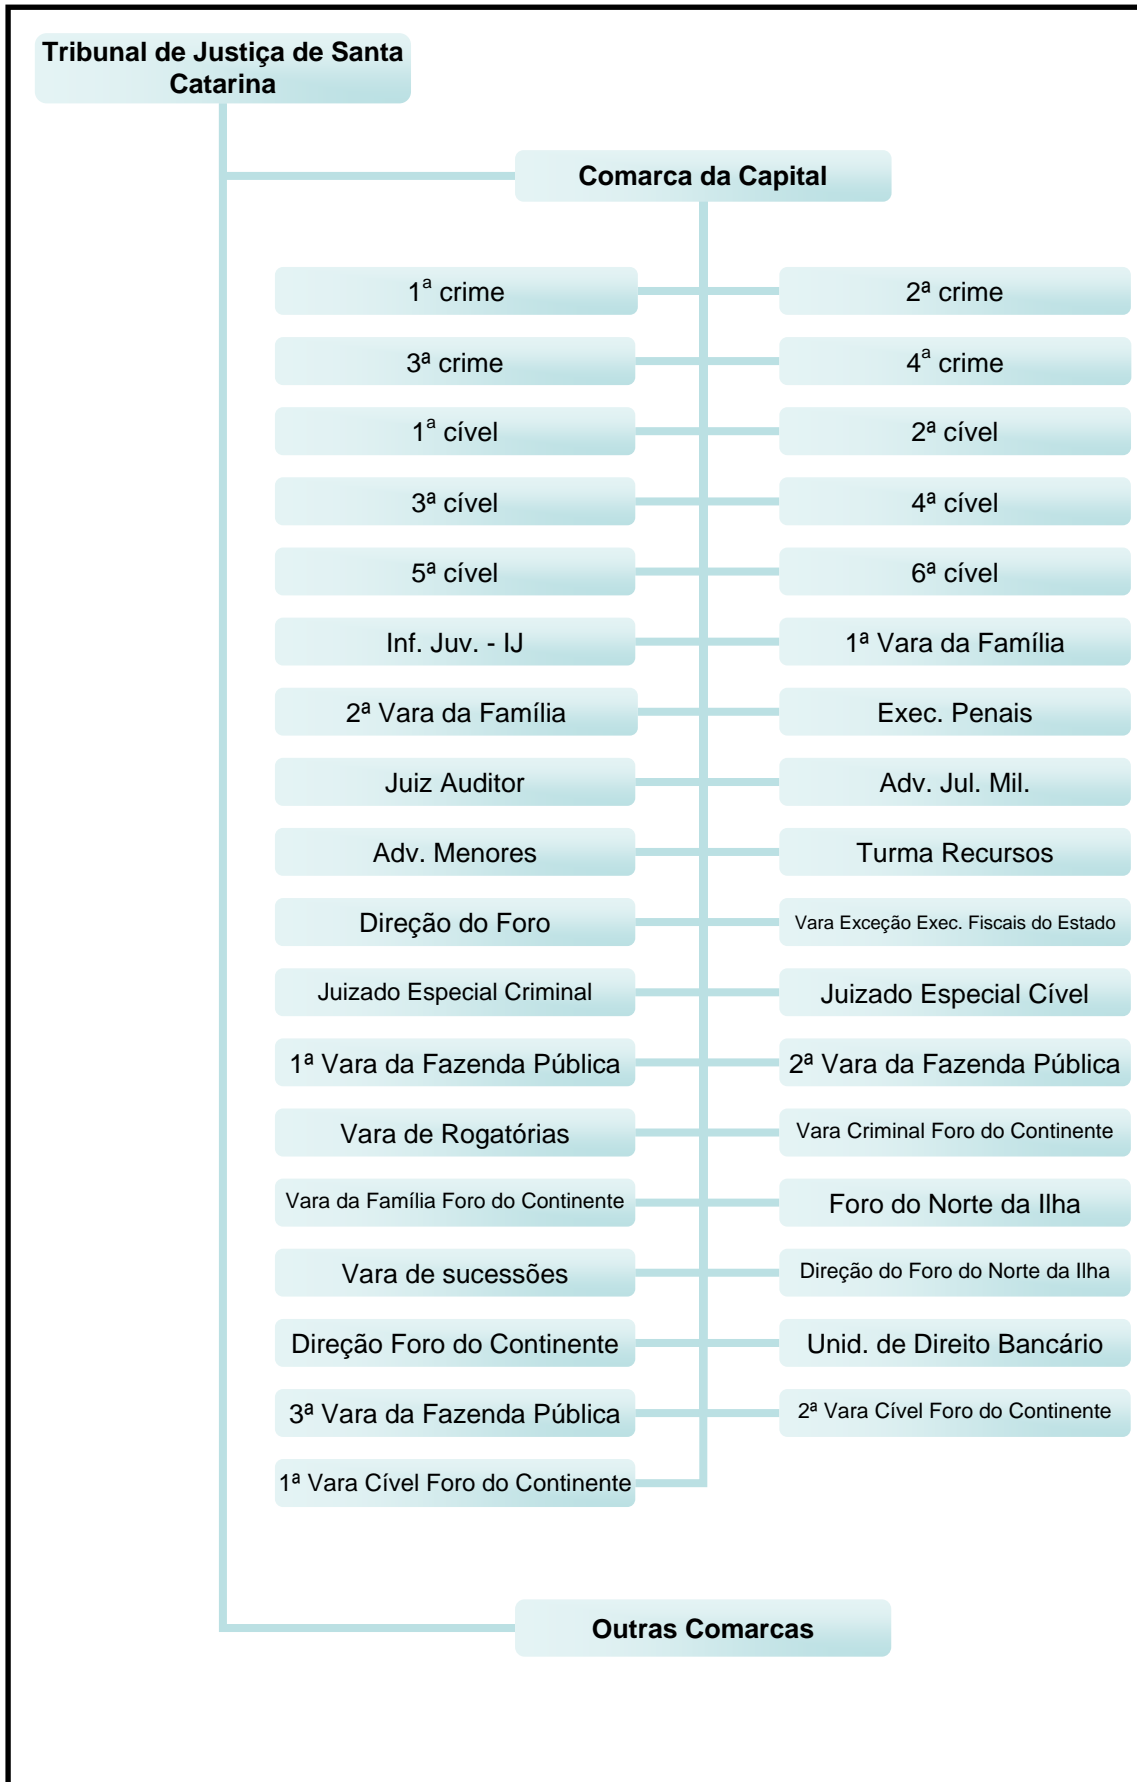 Tribunal de Justiça de Santa
Catarina
Comarca da Capital
1ª crime
2ª crime
3ª crime
4ª crime
1ª cível
2ª cível
3ª cível
4ª cível
5ª cível
6ª cível
Inf. Juv. - IJ
1ª Vara da Família
2ª Vara da Família
Exec. Penais
Juiz Auditor
Adv. Jul. Mil.
Adv. Menores
Turma Recursos
Direção do Foro
Vara Exceção Exec. Fiscais do Estado
Juizado Especial Criminal
Juizado Especial Cível
1ª Vara da Fazenda Pública
2ª Vara da Fazenda Pública
Vara de Rogatórias
Vara Criminal Foro do Continente
Vara da Família Foro do Continente
Foro do Norte da Ilha
Vara de sucessões
Direção do Foro do Norte da Ilha
Direção Foro do Continente
Unid. de Direito Bancário
3ª Vara da Fazenda Pública
2ª Vara Cível Foro do Continente
1ª Vara Cível Foro do Continente
Outras Comarcas